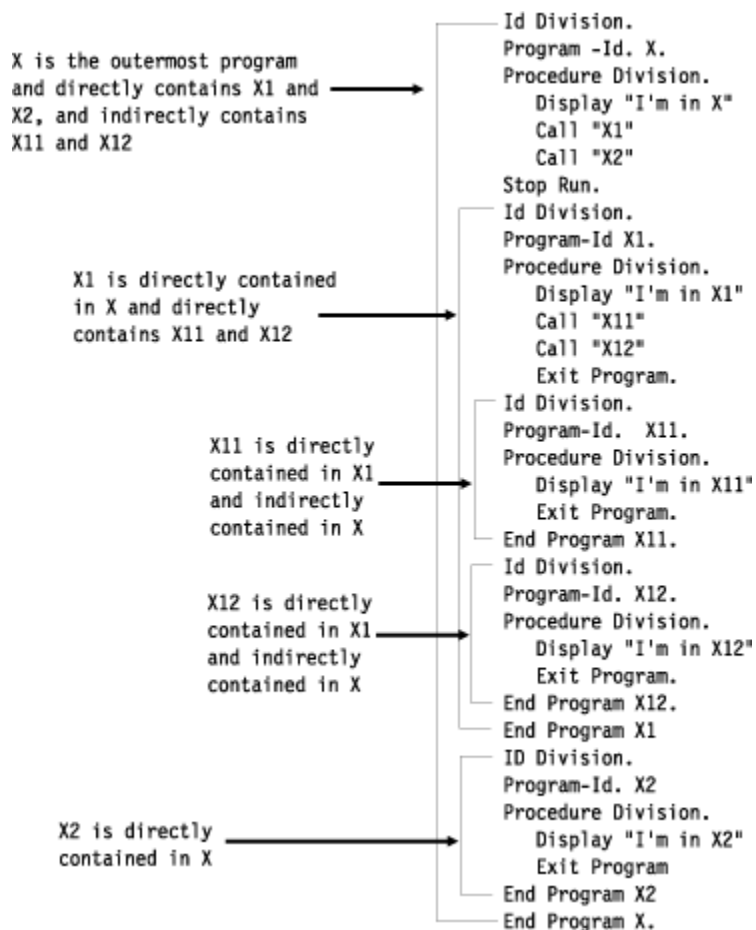 X is the outermost program
and directly contains X1 and
X2, and indirectly contains
X11 and X12
Id Division.
Program -Id. X.
Procedure Division.
Display "I'm in X"
Call "X1"
Call "X2"
Stop Run.
X1 is directly contained
in X and directly
contains X11 and X12
Id Division.
Program-Id X1.
Procedure Division.
Display "I'm in X1"
Call "X11"
Call "X12"
Exit Program.
X11 is directly
contained in X1
and indirectly
contained in X
Id Division.
Program-Id. X11.
Procedure Division.
Display "I'm in X11"
Exit Program.
End Program X11.
X12 is directly
contained in X1
and indirectly
contained in X
Id Division.
Program-Id. X12.
Procedure Division.
Display "I'm in X12"
Exit Program.
End Program X12.
End Program X1
X2 is directly
contained in X
ID Division.
Program-Id. X2
Procedure Division.
Display "I'm in X2"
Exit Program
End Program X2
End Program X.